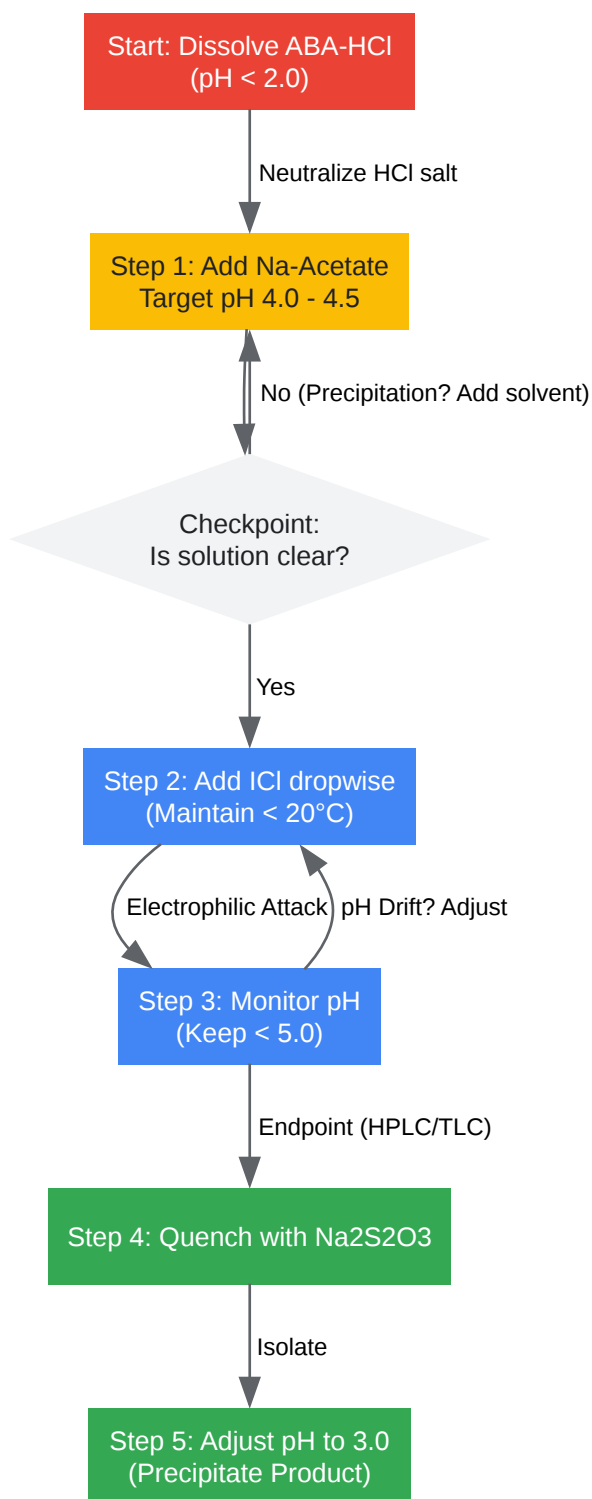 Start: Dissolve ABA-HCl
(pH < 2.0)
Neutralize HCl salt
Step 1: Add Na-Acetate
Target pH 4.0 - 4.5
No (Precipitation? Add solvent)
Checkpoint:
Is solution clear?
Yes
Step 2: Add ICl dropwise
(Maintain < 20°C)
Electrophilic Attack
pH Drift? Adjust
Step 3: Monitor pH
(Keep < 5.0)
Endpoint (HPLC/TLC)
Step 4: Quench with Na2S2O3
Isolate
Step 5: Adjust pH to 3.0
(Precipitate Product)